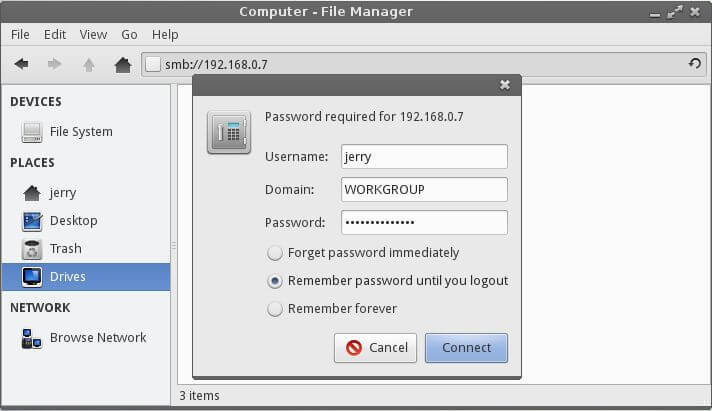 Computer - File Manager
File Edit View Go Help
smb://192.168.0.7
DEVICES
File System
PLACES
jerry
Desktop
Trash
Drives
NETWORK
Browse Network
Password required for 192.168.0.7
Username: jerry
Domain: WORKGROUP
Password: ••••••••••••••
Forget password immediately
Remember password until you logout
Remember forever
Cancel Connect
3 items